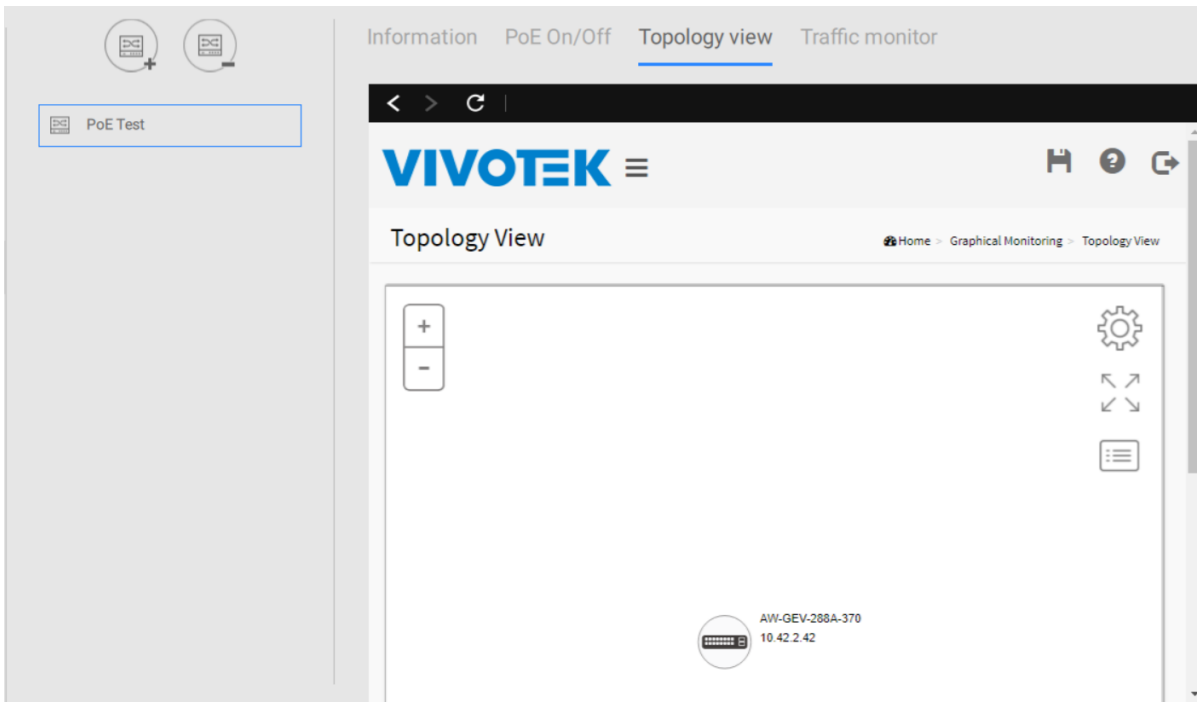 Information PoE On/Off Topology view Traffic monitor
PoE Test
VIVOTEK
Topology View
Home > Graphical Monitoring > Topology View
+
-
AW-GEV-288A-370
10.42.2.42